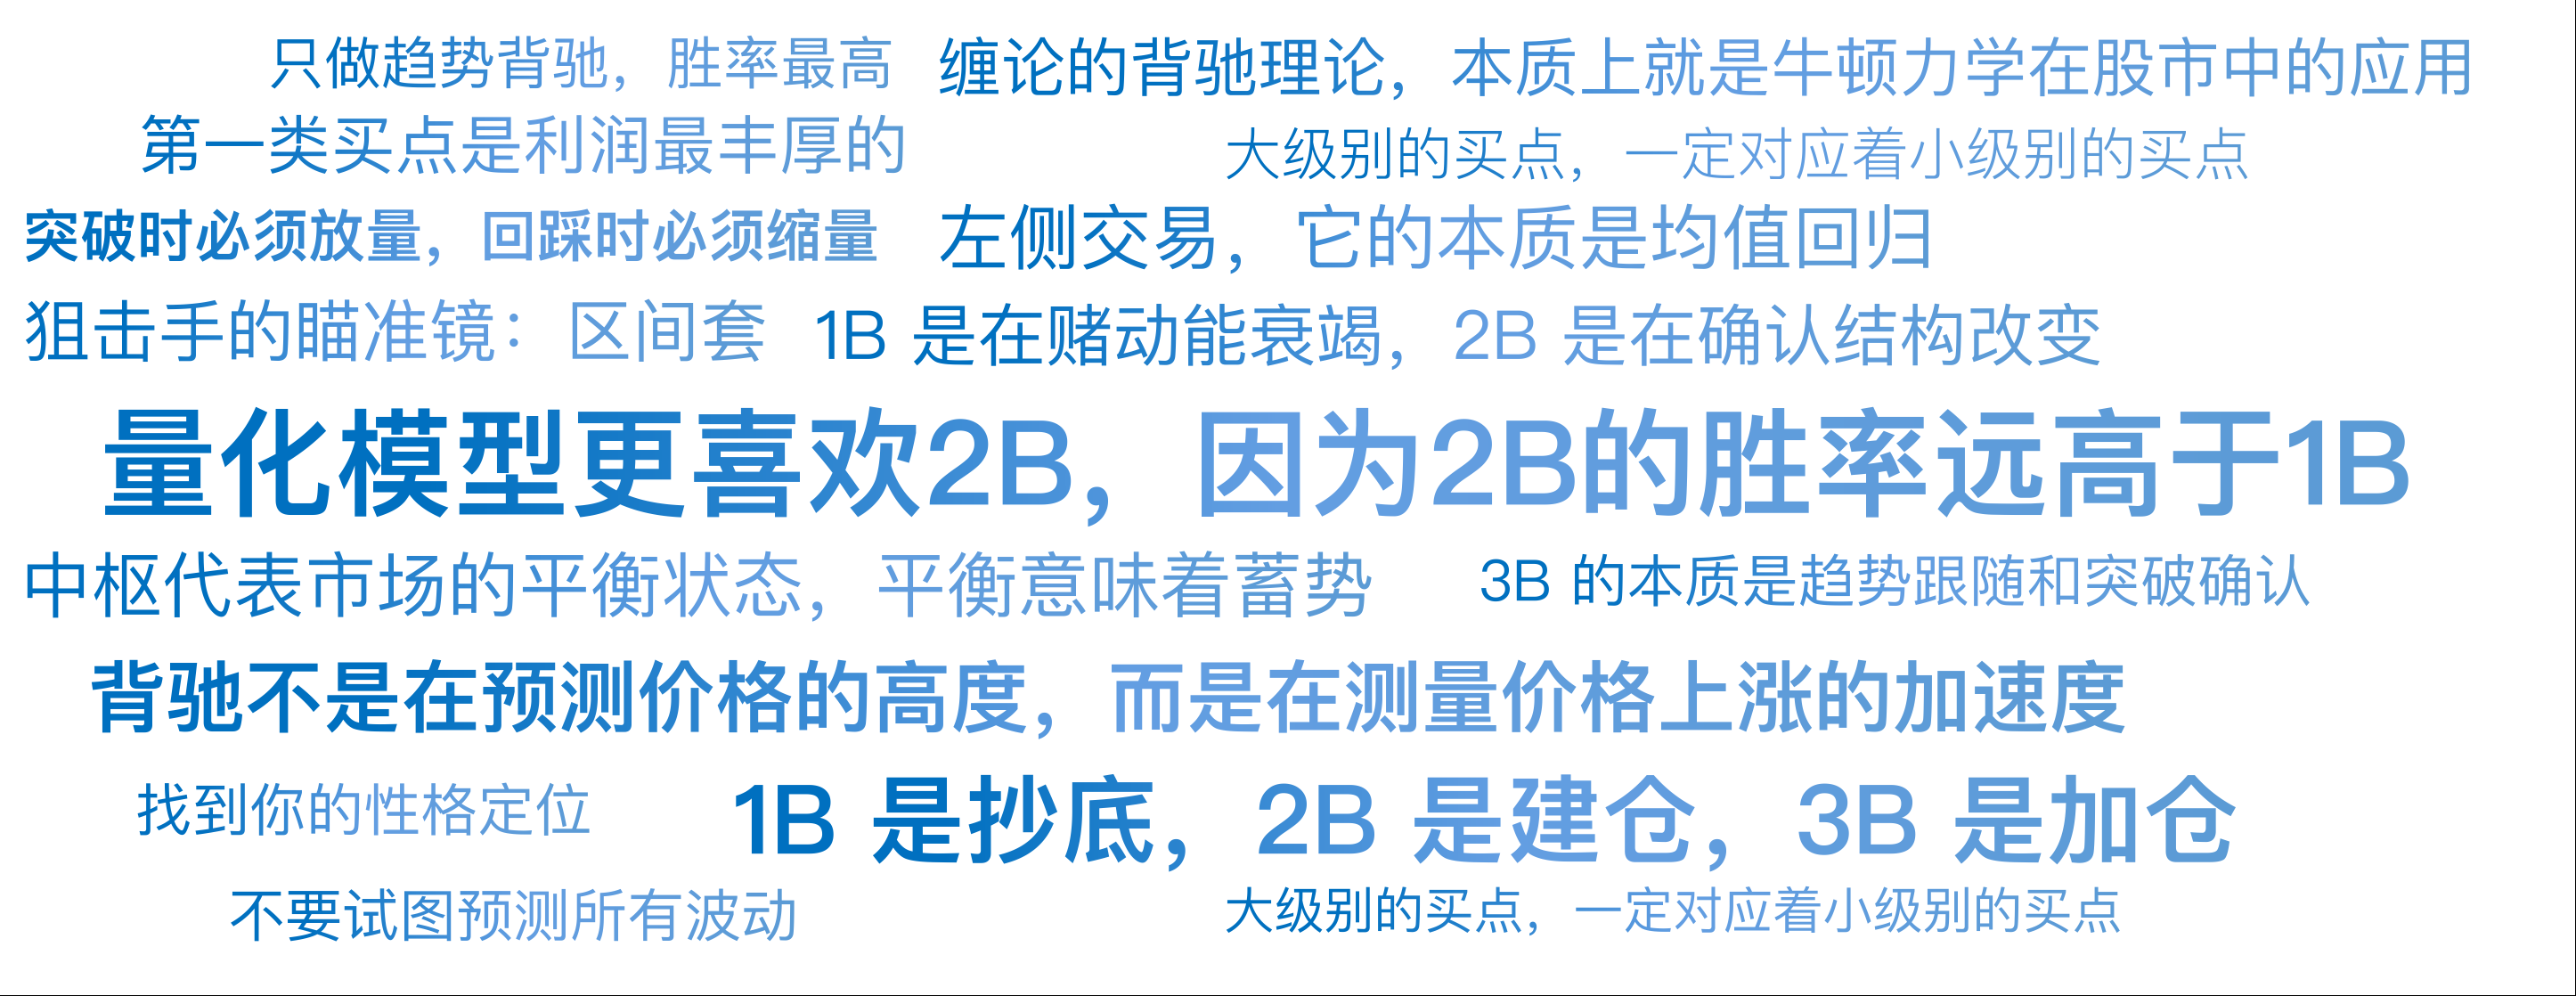 只做趋势背驰，胜率最高
缠论的背驰理论，本质上就是牛顿力学在股市中的应用
第一类买点是利润最丰厚的
大级别的买点，一定对应着小级别的买点
突破时必须放量，回踩时必须缩量
左侧交易，它的本质是均值回归
狙击手的瞄准镜：区间套
1B 是在赌动能衰竭，2B 是在确认结构改变
量化模型更喜欢2B，因为2B的胜率远高于1B
中枢代表市场的平衡状态，平衡意味着蓄势
3B 的本质是趋势跟随和突破确认
背驰不是在预测价格的高度，而是在测量价格上涨的加速度
找到你的性格定位
1B 是抄底，2B 是建仓，3B 是加仓
不要试图预测所有波动
大级别的买点，一定对应着小级别的买点